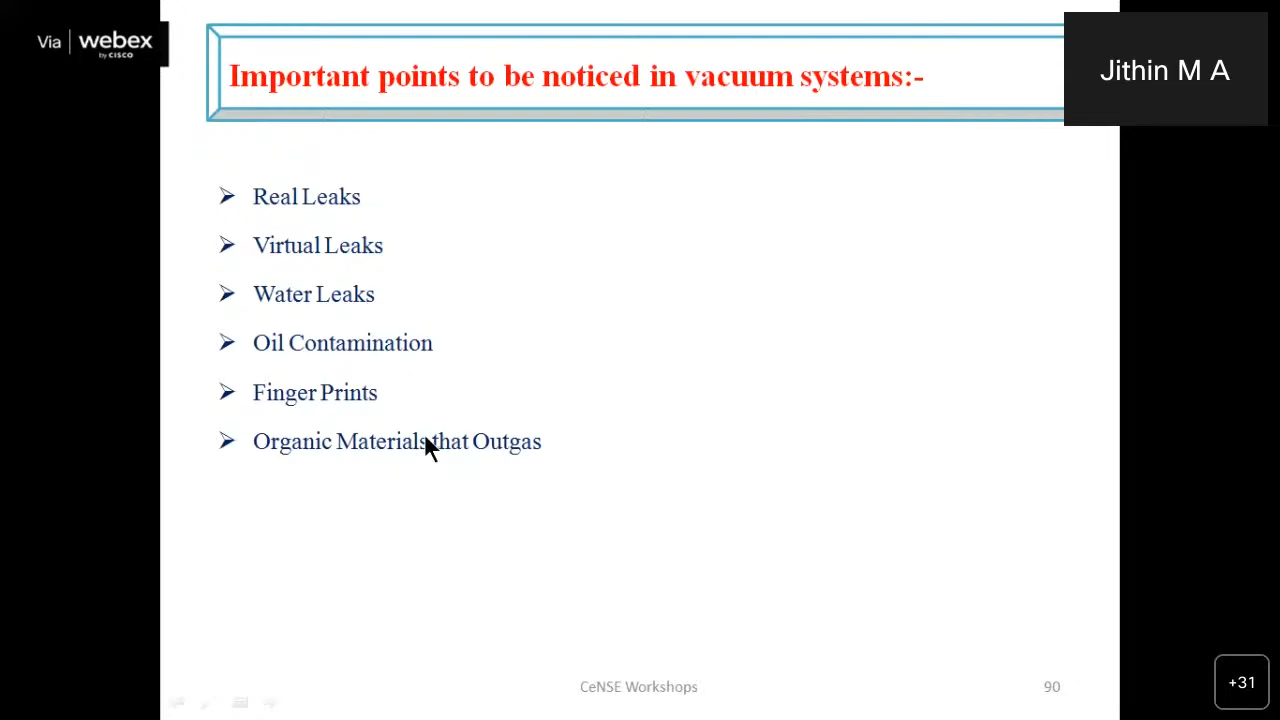 Via webex
by CISCO
Important points to be noticed in vacuum systems:-
Jithin M A
Real Leaks
Virtual Leaks
Water Leaks
Oil Contamination
Finger Prints
Organic Materials that Outgas
CeNSE Workshops
90
+31